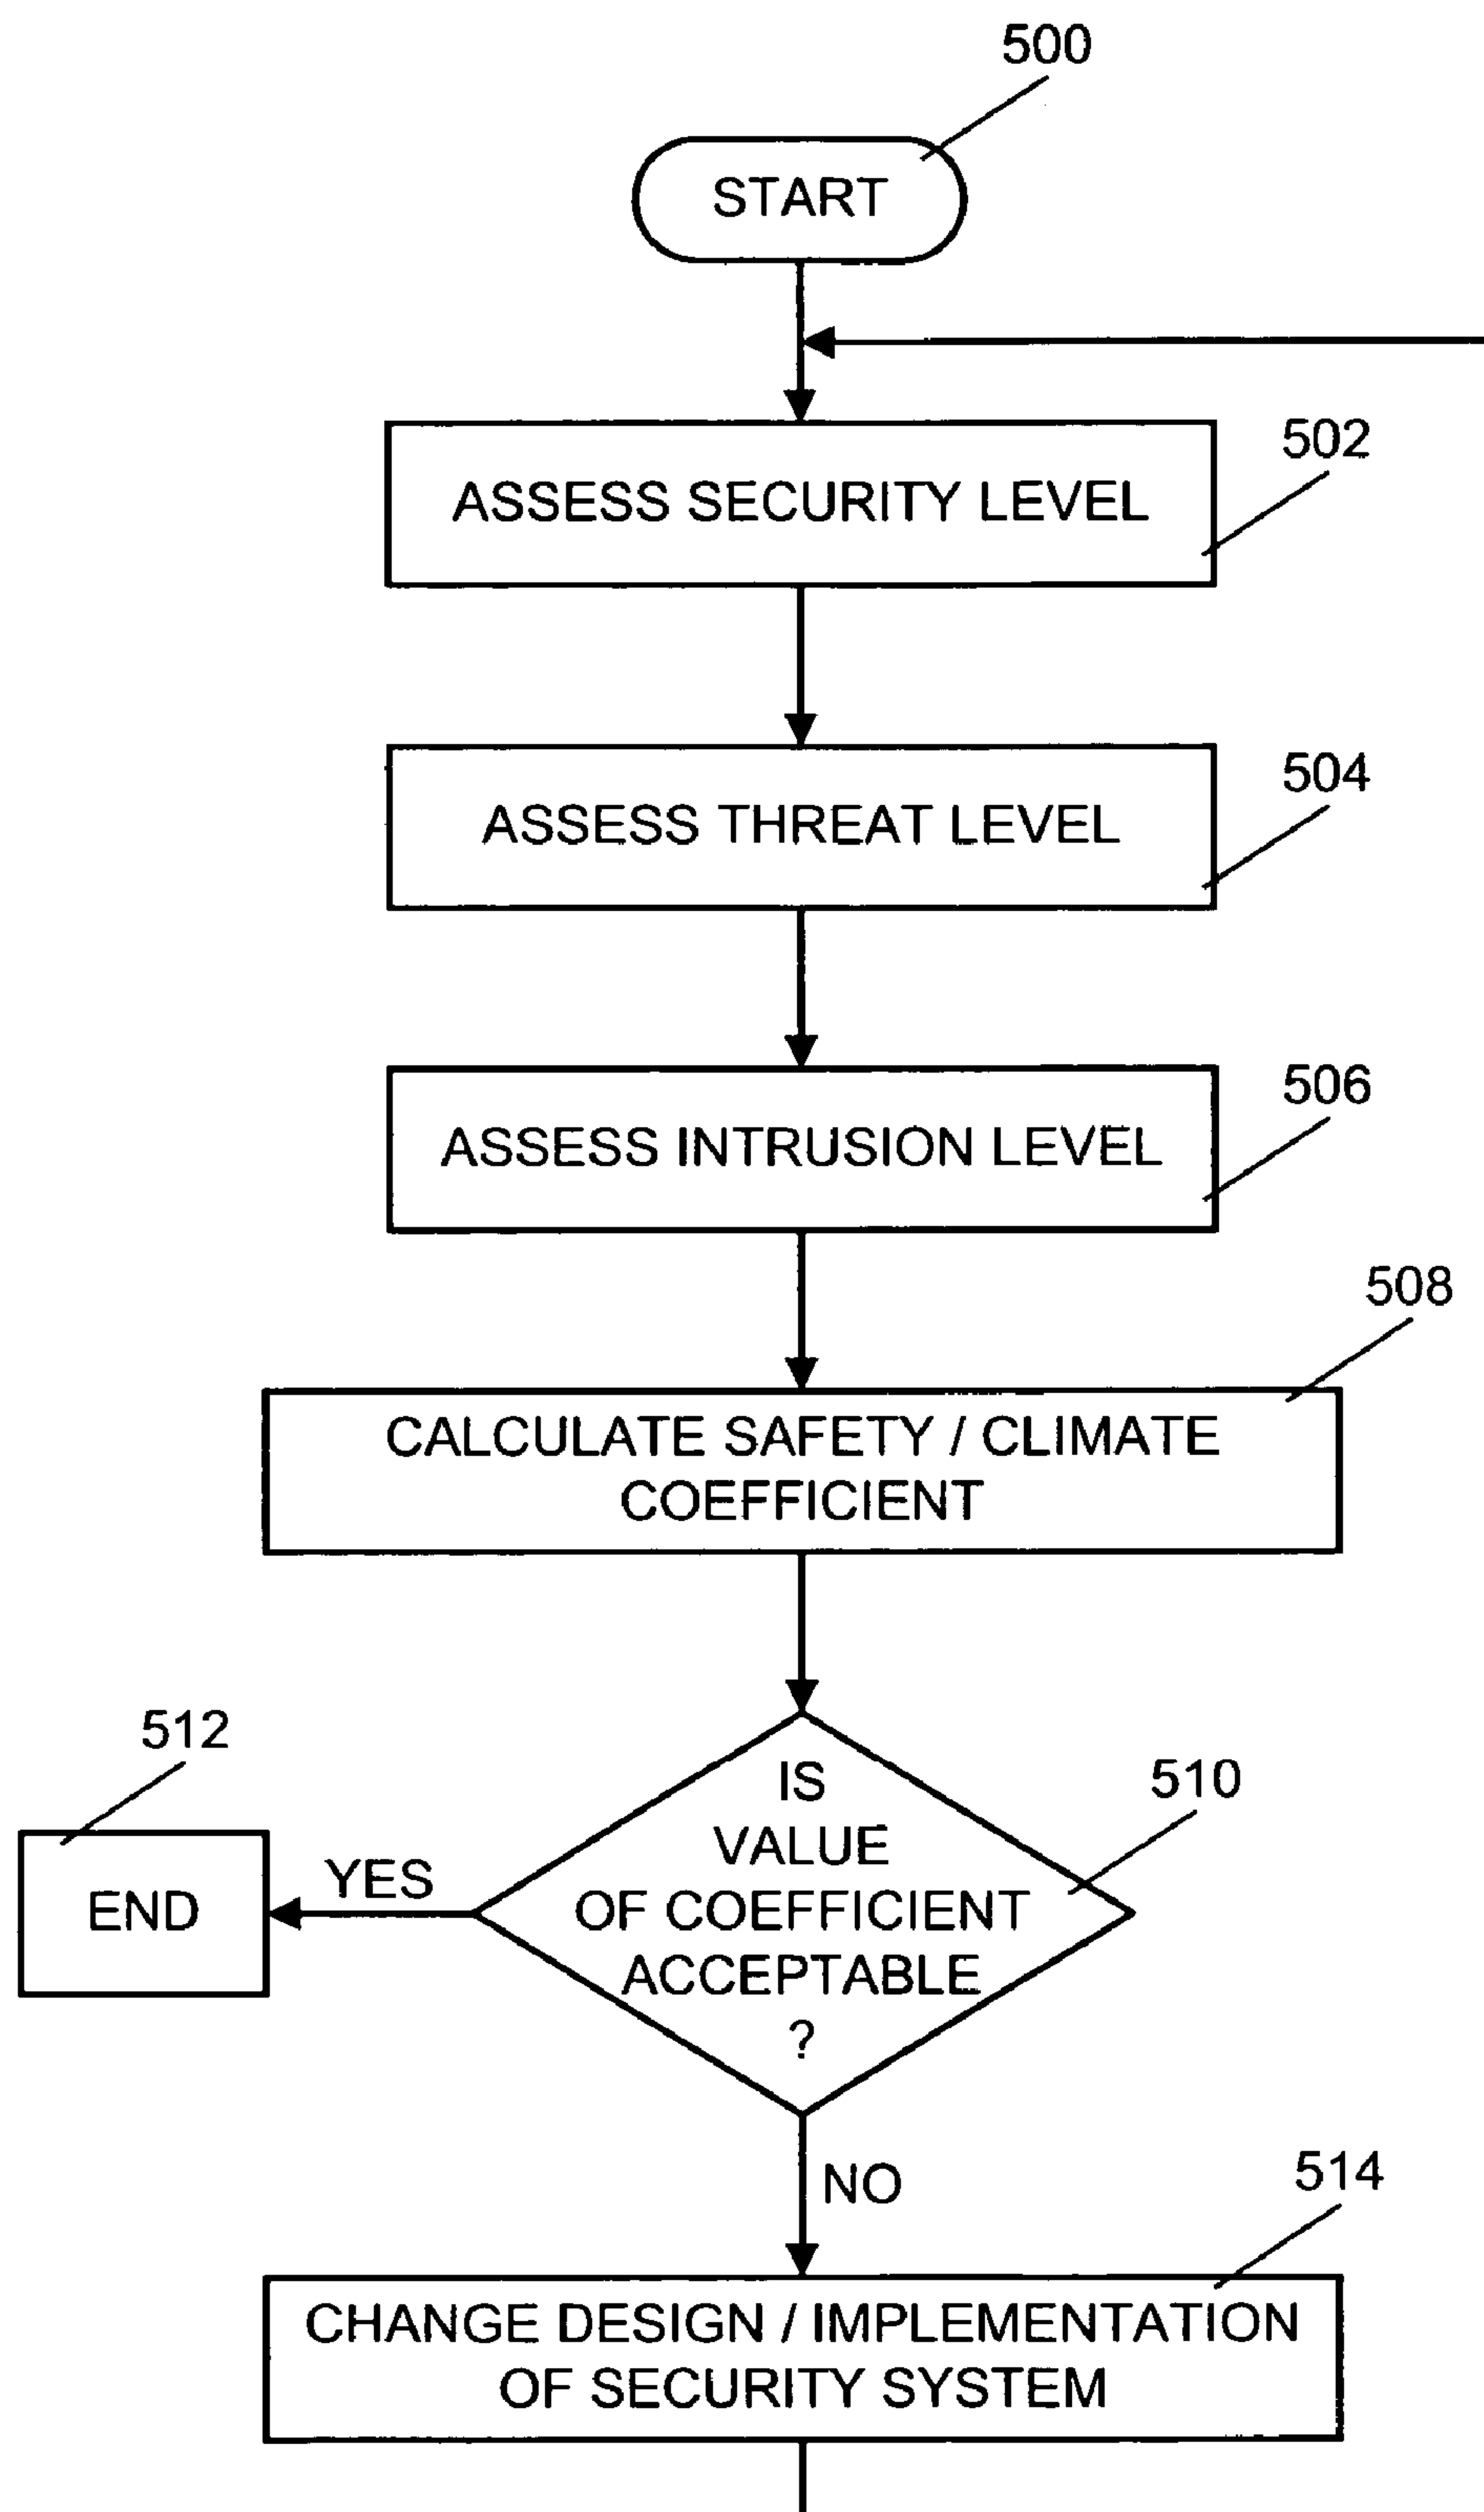 500
START
502
ASSESS SECURITY LEVEL
504
ASSESS THREAT LEVEL
506
ASSESS INTRUSION LEVEL
508
CALCULATE SAFETY / CLIMATE
COEFFICIENT
512
510
IS
VALUE
OF COEFFICIENT
ACCEPTABLE
?
YES
END
NO
514
CHANGE DESIGN / IMPLEMENTATION
OF SECURITY SYSTEM